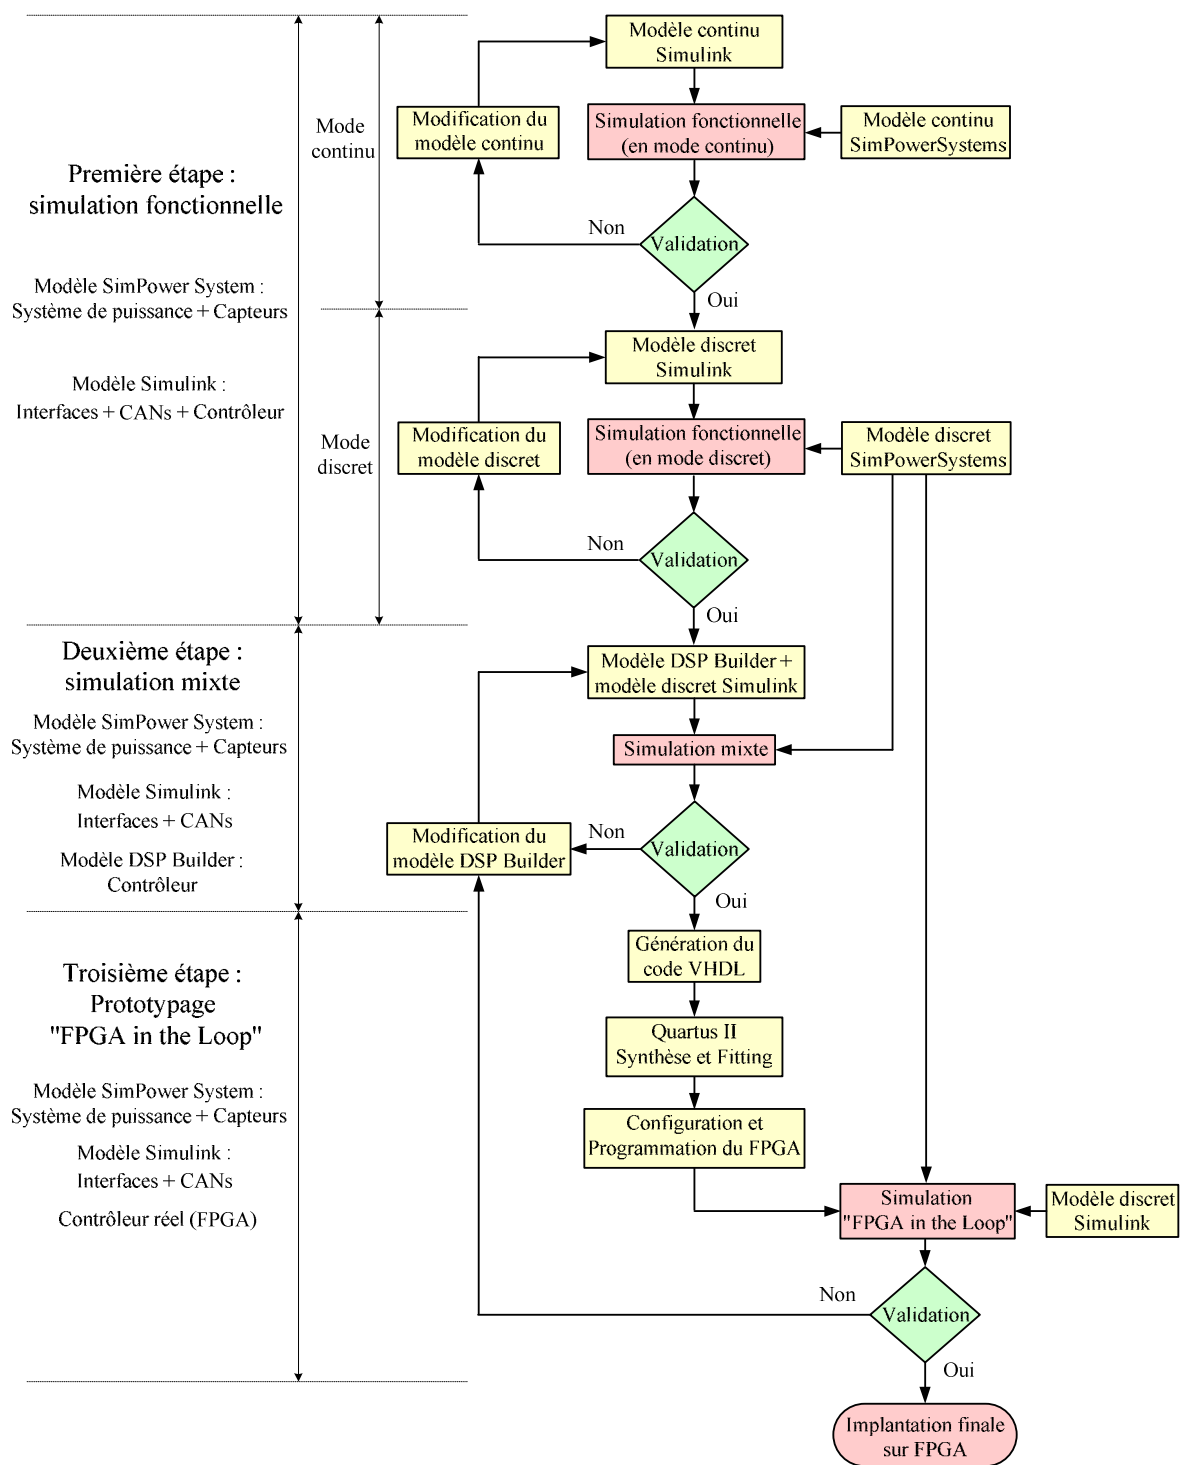 Première étape :
simulation fonctionnelle
Modèle SimPower System :
Système de puissance + Capteurs
Modèle Simulink :
Interfaces + CANs + Contrôleur
Mode
continu
Mode
discret
Modèle continu
Simulink
Modification du
modèle continu
Simulation fonctionnelle
(en mode continu)
Modèle continu
SimPowerSystems
Non
Validation
Oui
Modèle discret
Simulink
Modification du
modèle discret
Simulation fonctionnelle
(en mode discret)
Modèle discret
SimPowerSystems
Non
Validation
Oui
Deuxième étape :
simulation mixte
Modèle SimPower System :
Système de puissance + Capteurs
Modèle Simulink :
Interfaces + CANs
Modèle DSP Builder :
Contrôleur
Modèle DSP Builder +
modèle discret Simulink
Simulation mixte
Modification du
modèle DSP Builder
Non
Validation
Oui
Troisième étape :
Prototypage
"FPGA in the Loop"
Modèle SimPower System :
Système de puissance + Capteurs
Modèle Simulink :
Interfaces + CANs
Contrôleur réel (FPGA)
Génération du
code VHDL
Quartus II
Synthèse et Fitting
Configuration et
Programmation du FPGA
Simulation
"FPGA in the Loop"
Modèle discret
Simulink
Non
Validation
Oui
Implantation finale
sur FPGA